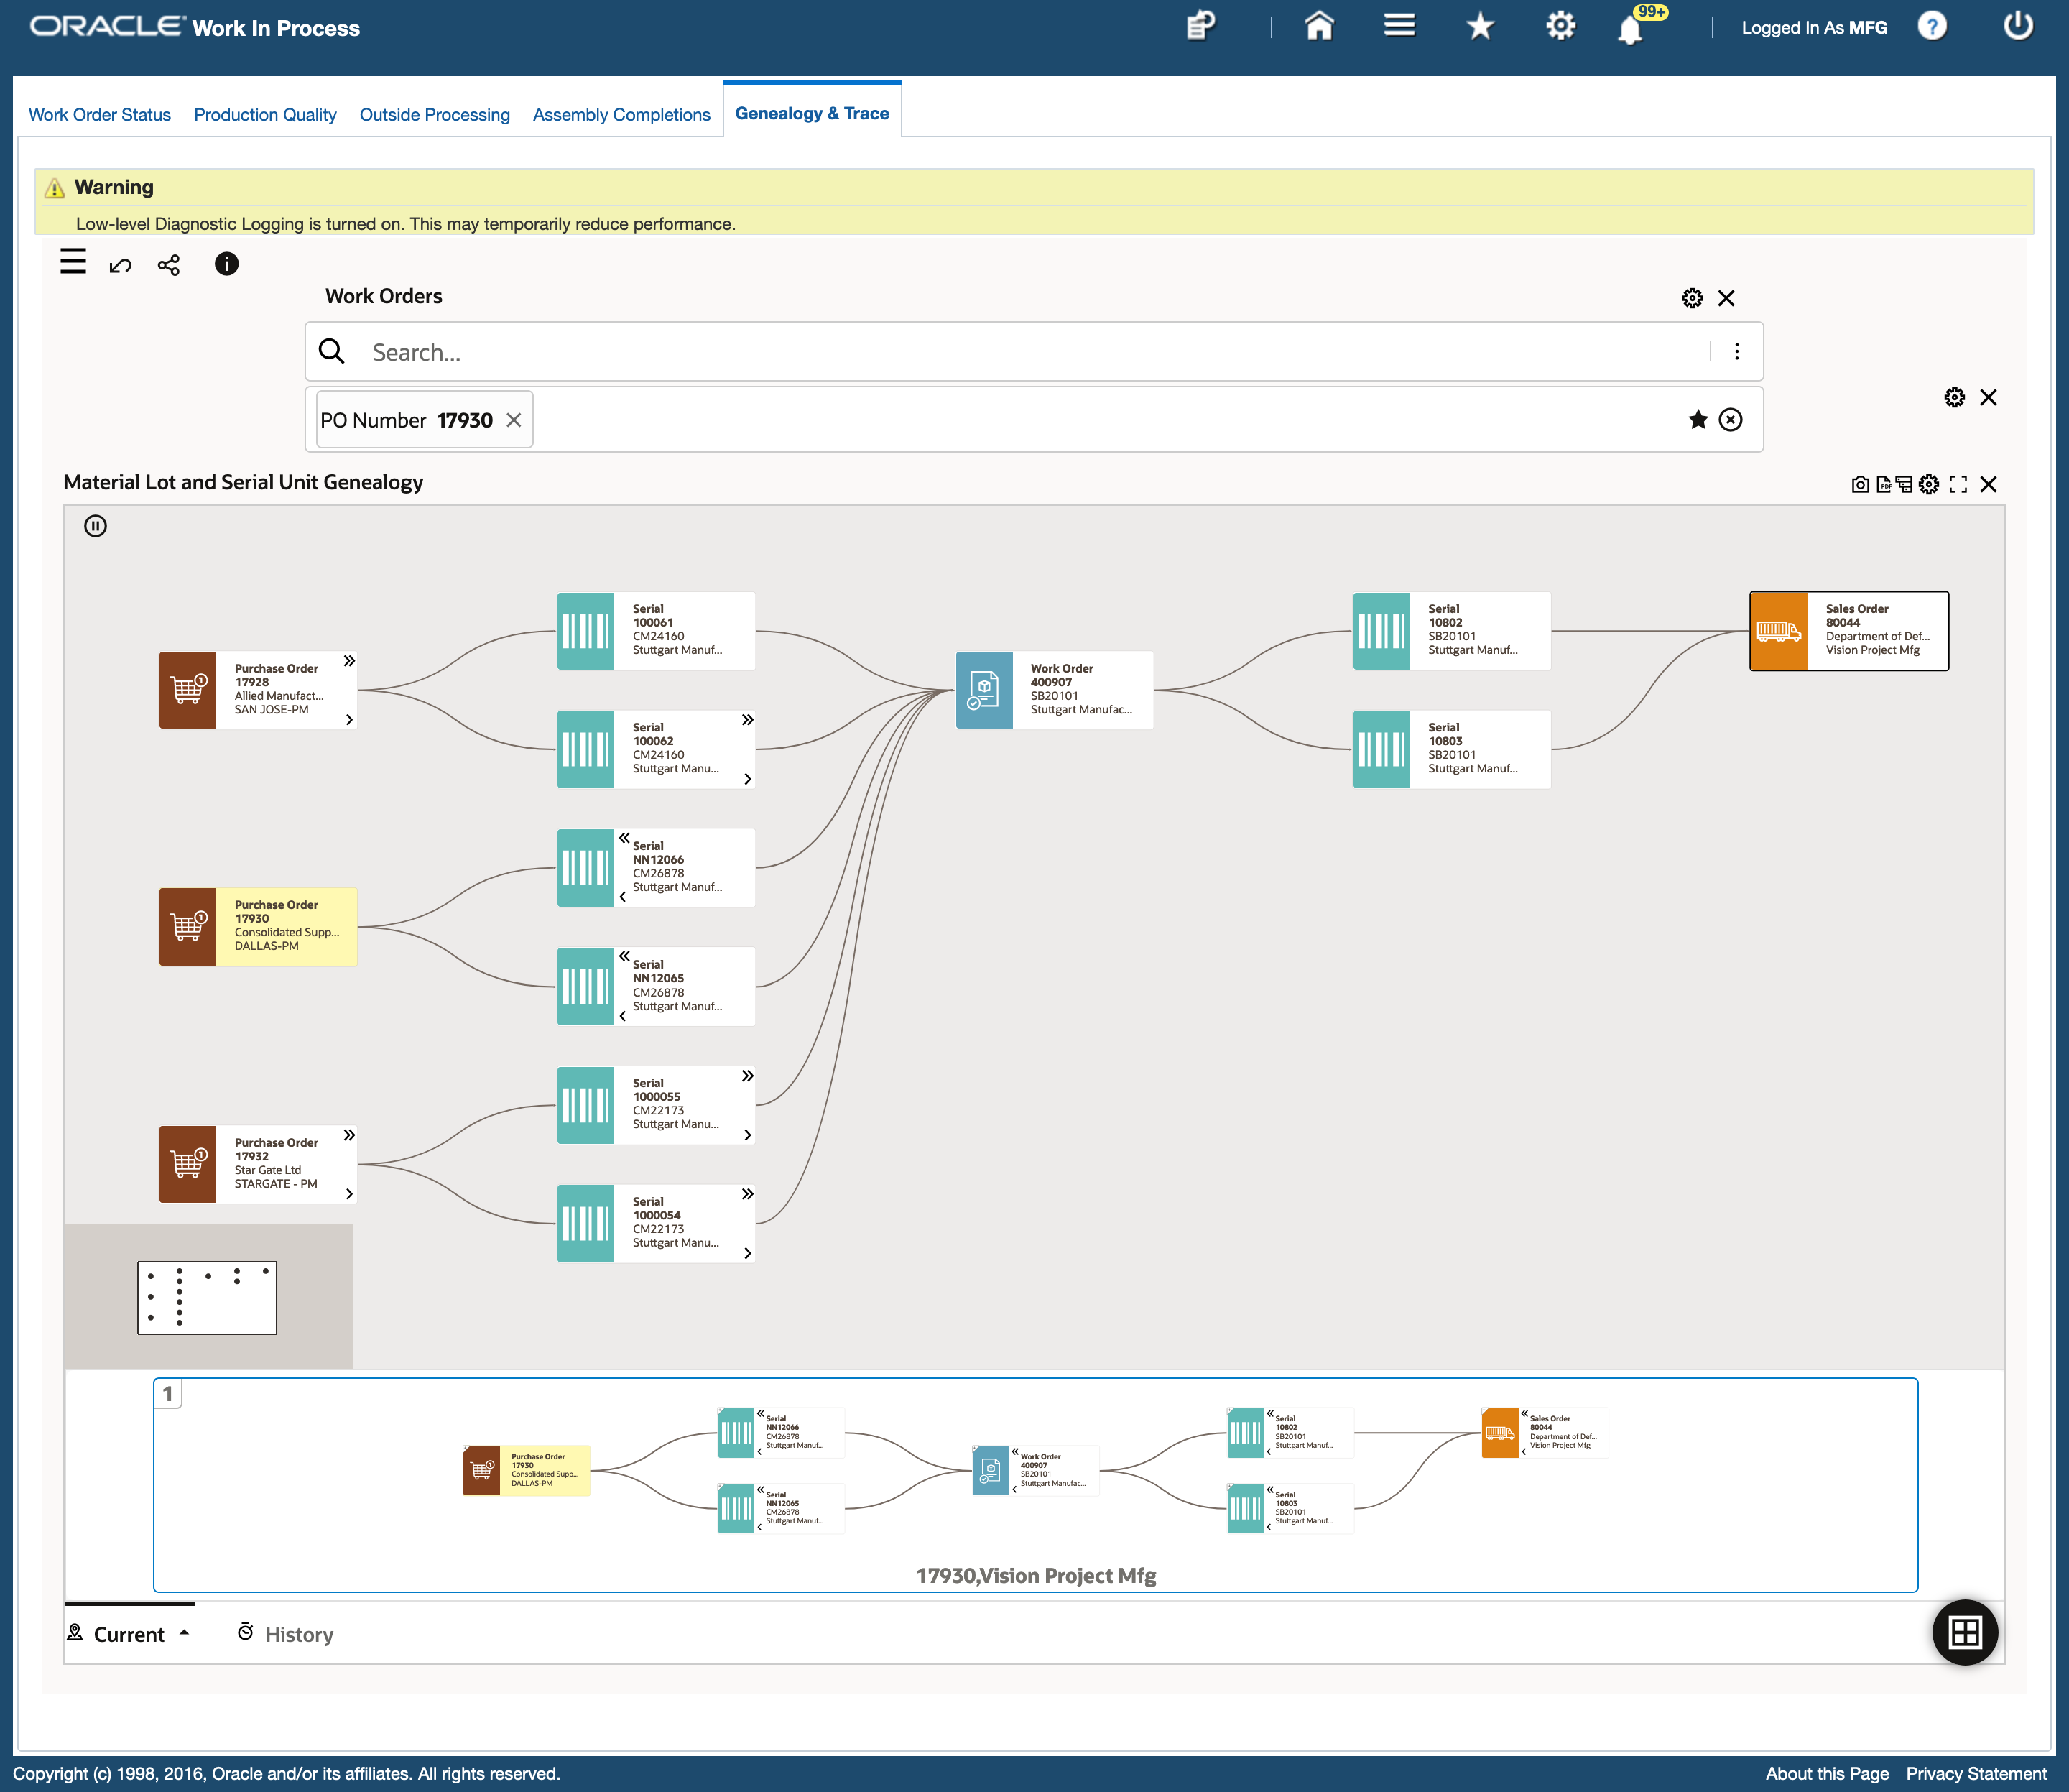 ORACLE Work In Process
99+
Logged In As MFG
?
Work Order Status
Production Quality
Outside Processing
Assembly Completions
Genealogy & Trace
Warning
Low-level Diagnostic Logging is turned on. This may temporarily reduce performance.
Work Orders
Search...
PO Number 17930
Material Lot and Serial Unit Genealogy
PDF
Purchase Order
17928
Allied Manufact...
SAN JOSE-PM
Purchase Order
17930
Consolidated Supp...
DALLAS-PM
Purchase Order
17932
Star Gate Ltd
STARGATE - PM
Serial
100061
CM24160
Stuttgart Manuf...
Serial
100062
CM24160
Stuttgart Manu...
Serial
NN12066
CM26878
Stuttgart Manuf...
Serial
NN12065
CM26878
Stuttgart Manuf...
Serial
1000055
CM22173
Stuttgart Manu...
Serial
1000054
CM22173
Stuttgart Manu...
Work Order
400907
SB20101
Stuttgart Manufac...
Serial
10802
SB20101
Stuttgart Manuf...
Serial
10803
SB20101
Stuttgart Manuf...
Sales Order
80044
Department of Def...
Vision Project Mfg
1
Purchase Order
17930
Consolidated Supp...
DALLAS-PM
Serial
NN12066
CM26878
Stuttgart Manuf...
Serial
NN12065
CM26878
Stuttgart Manuf...
Work Order
400907
SB20101
Stuttgart Manufac...
Serial
10802
SB20101
Stuttgart Manuf...
Serial
10803
SB20101
Stuttgart Manuf...
Sales Order
80044
Department of Def...
Vision Project Mfg
17930,Vision Project Mfg
Current
History
Copyright (c) 1998, 2016, Oracle and/or its affiliates. All rights reserved.
About this Page
Privacy Statement